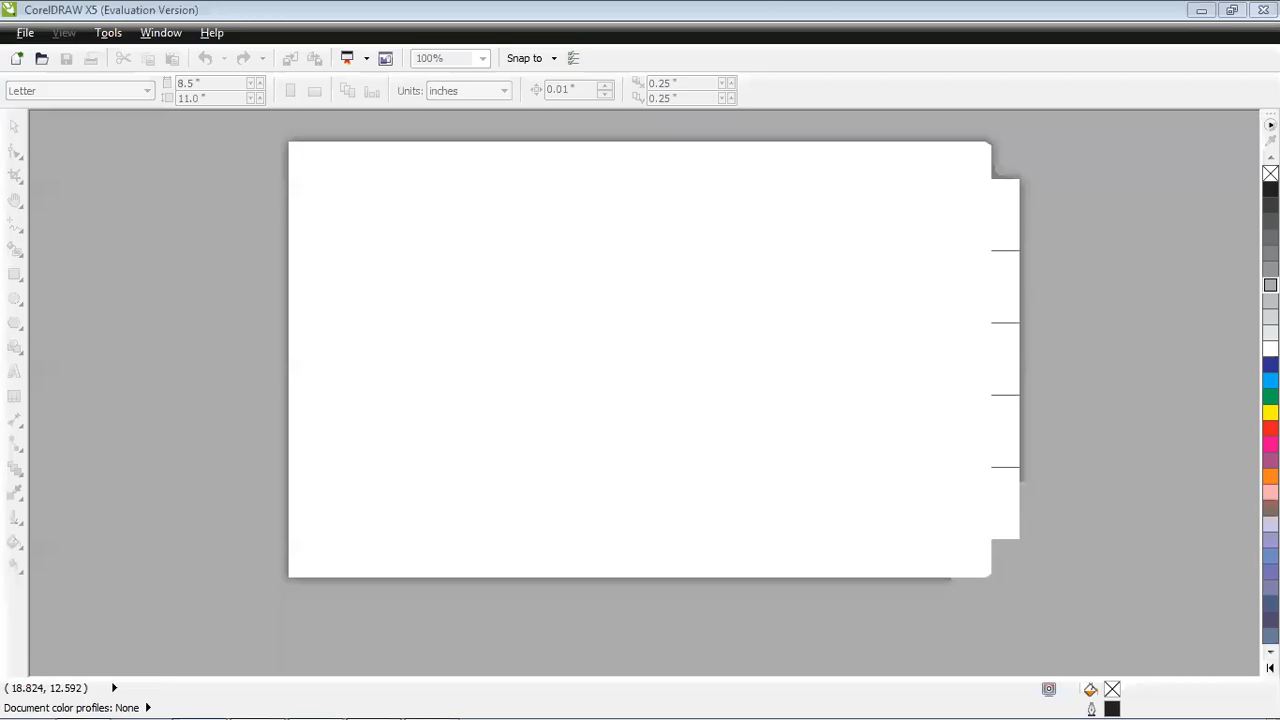 CorelDRAW X5 (Evaluation Version)
File View Tools Window Help
100% Snap to
Letter 8.5 " 11.0 " Units: inches 0.01 " 0.25 " 0.25 "
( 18.824, 12.592 )
Document color profiles: None